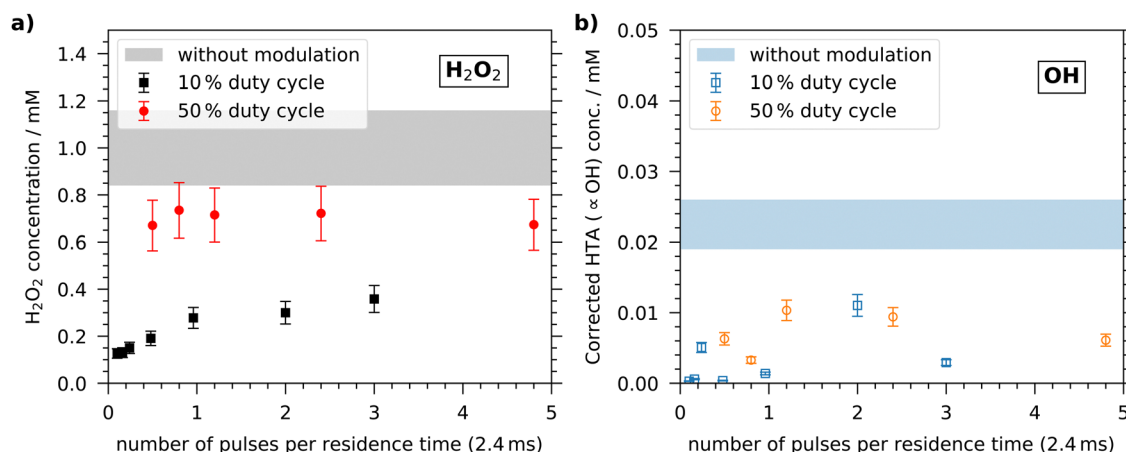 a)
H₂O₂ concentration / mM
1.4
1.2
1.0
0.8
0.6
0.4
0.2
0.0
without modulation
10 % duty cycle
50 % duty cycle
H₂O₂
0
1
2
3
4
5
number of pulses per residence time (2.4 ms)
b)
Corrected HTA ( ∝ OH) conc. / mM
0.05
0.04
0.03
0.02
0.01
0.00
without modulation
10 % duty cycle
50 % duty cycle
OH
0
1
2
3
4
5
number of pulses per residence time (2.4 ms)